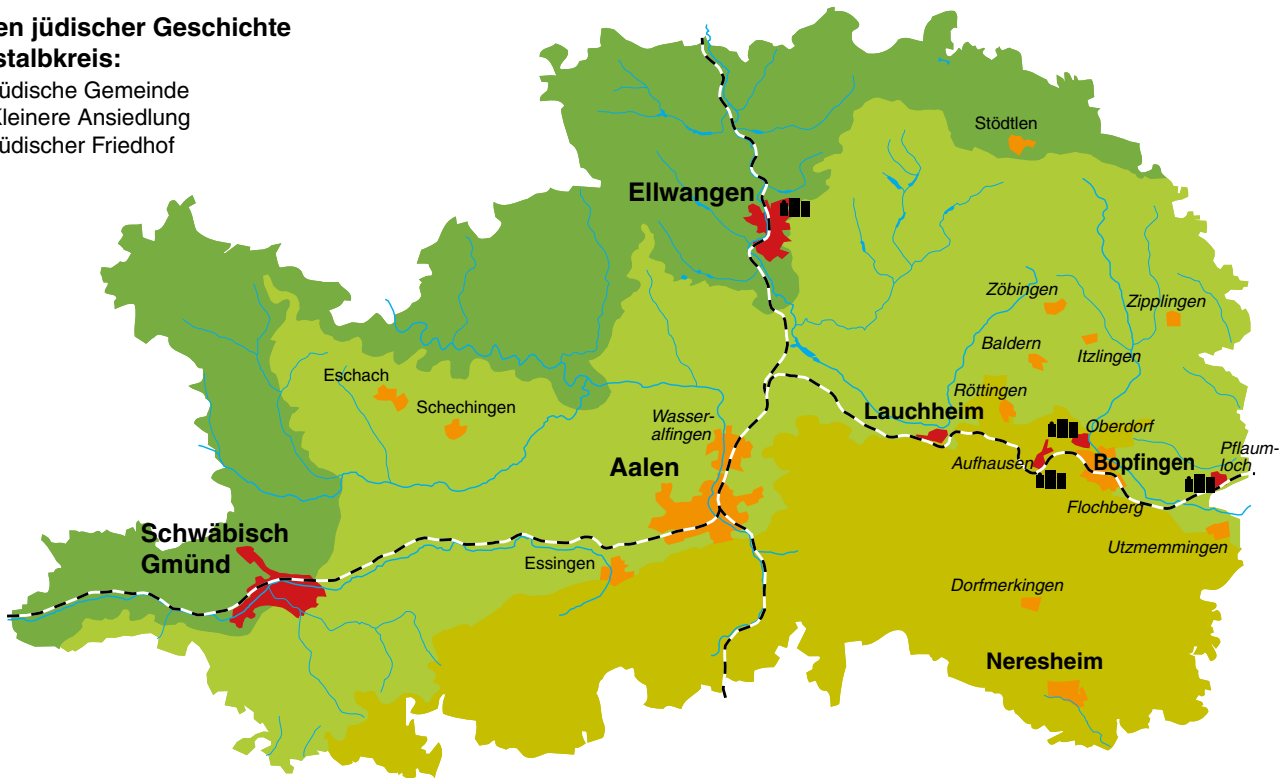 en jüdischer Geschichte
stalbkreis:
üdische Gemeinde
Kleinere Ansiedlung
üdischer Friedhof
Stödtlen
Ellwangen
Zöbingen
Zipplingen
Baldern
Itzlingen
Eschach
Röttingen
Schechingen
Wasser-
alfingen
Lauchheim
Oberdorf
Aalen
Aufhausen
Bopfingen
Pflaum-
loch
Flochberg
Schwäbisch
Gmünd
Utzmemmingen
Essingen
Dorfmerkingen
Neresheim